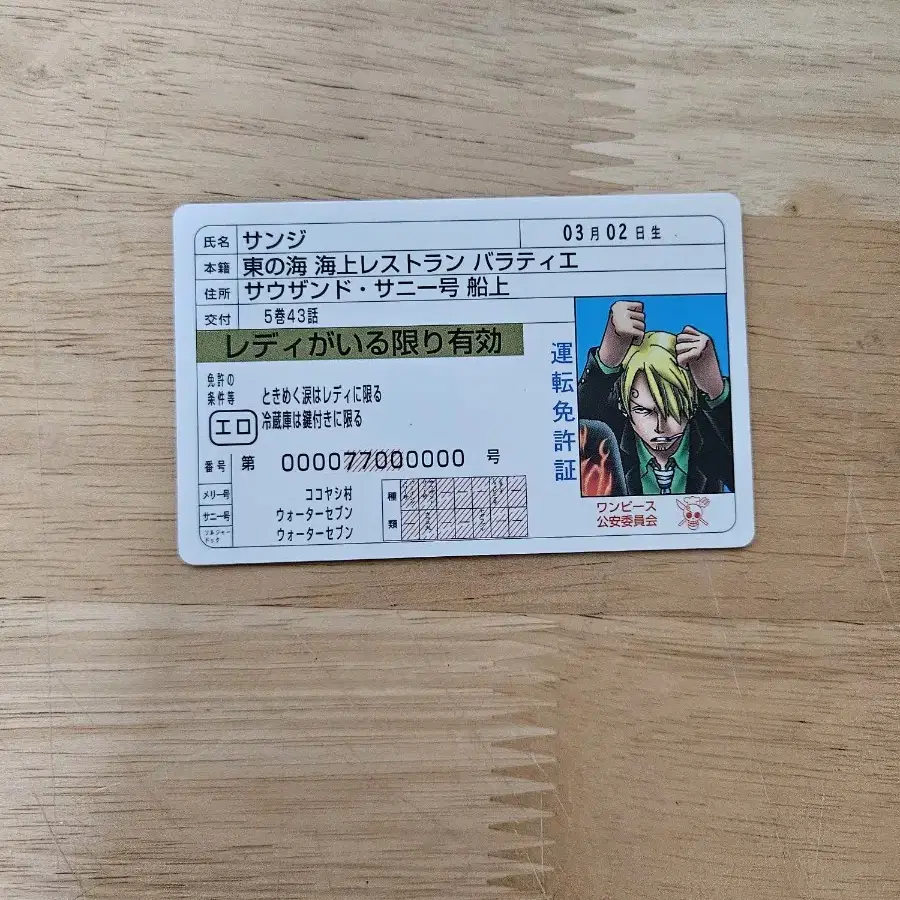 氏名 サンジ 03月02日生
本籍 東の海 海上レストラン バラティエ
住所 サウザンド・サニー号 船上
交付 5巻43話
レディがいる限り有効
免許の
条件等
ときめく涙はレディに限る
エロ 冷蔵庫は鍵付きに限る
番号 第 000077000000 号
メリー号 ココヤシ村
サニー号 ウォーターセブン
ウォーターセブン
種類
運転免許証
ワンピース
公安委員会